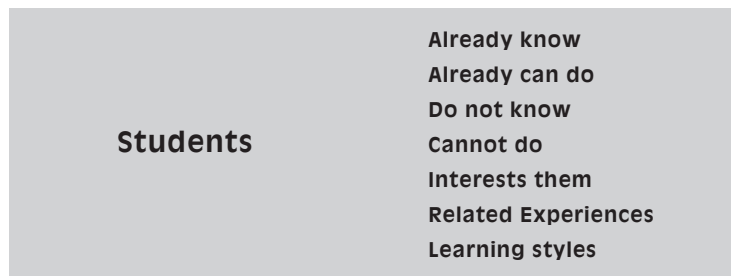 Students
Already know
Already can do
Do not know
Cannot do
Interests them
Related Experiences
Learning styles